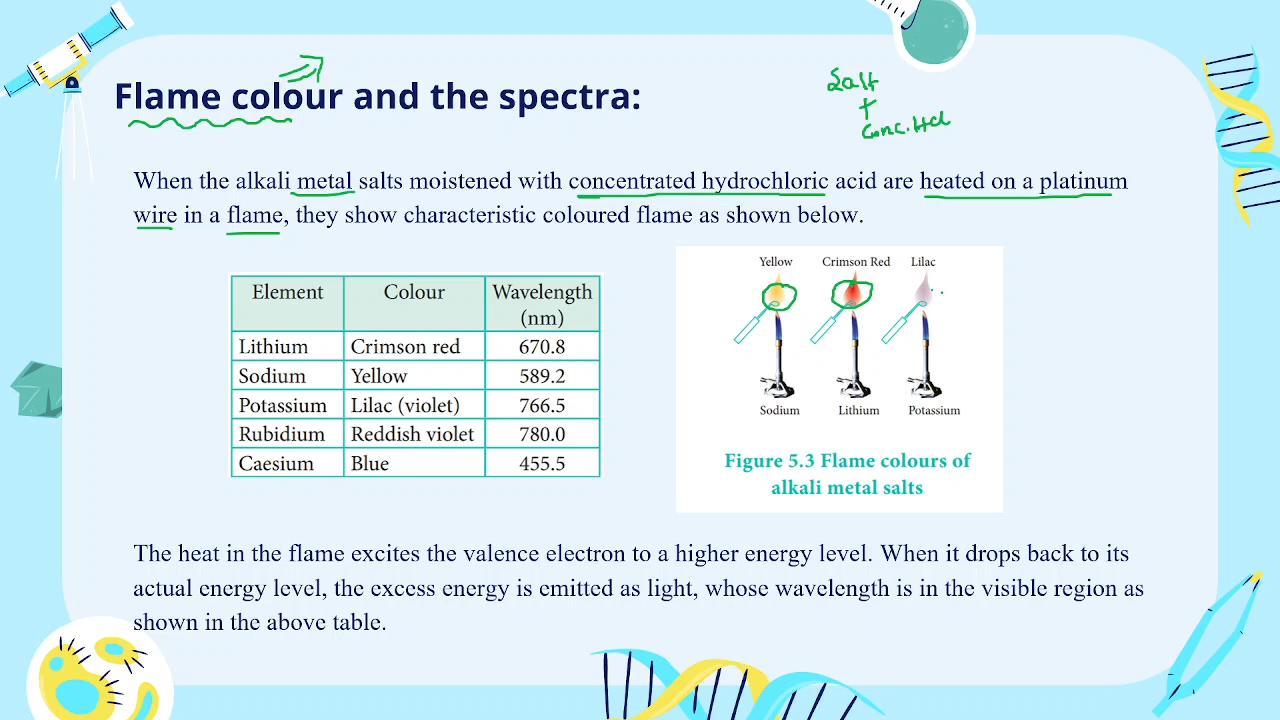 Flame colour and the spectra:
Salt
+
Conc. HCl
When the alkali metal salts moistened with concentrated hydrochloric acid are heated on a platinum
wire in a flame, they show characteristic coloured flame as shown below.
Element Colour Wavelength (nm)
Lithium Crimson red 670.8
Sodium Yellow 589.2
Potassium Lilac (violet) 766.5
Rubidium Reddish violet 780.0
Caesium Blue 455.5
Yellow Crimson Red Lilac
Sodium Lithium Potassium
Figure 5.3 Flame colours of
alkali metal salts
The heat in the flame excites the valence electron to a higher energy level. When it drops back to its
actual energy level, the excess energy is emitted as light, whose wavelength is in the visible region as
shown in the above table.